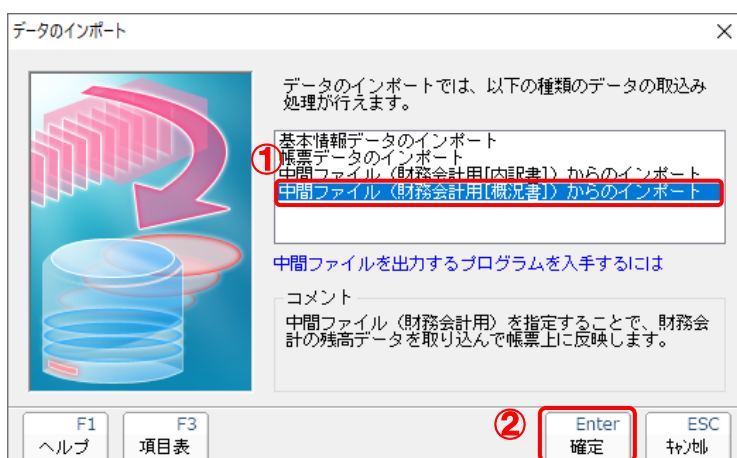 データのインポート
データのインポートでは、以下の種類のデータの取込み
処理が行えます。
基本情報データのインポート
①
帳票データのインポート
中間ファイル（財務会計用[内訳書]）からのインポート
中間ファイル（財務会計用[概況書]）からのインポート
中間ファイルを出力するプログラムを入手するには
コメント
中間ファイル（財務会計用）を指定することで、財務会
計の残高データを取り込んで帳票上に反映します。
F1
ヘルプ
F3
項目表
②
Enter
確定
ESC
ｷｬﾝｾﾙ